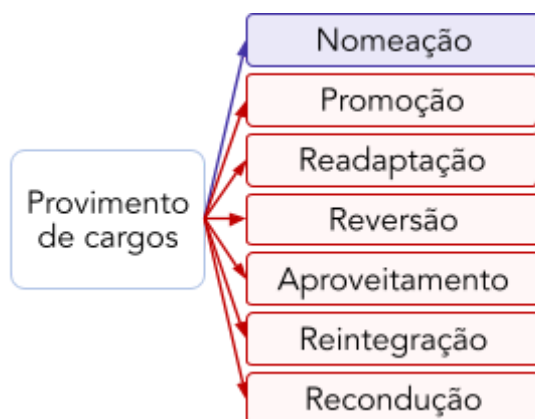 Provimento
de cargos
Nomeação
Promoção
Readaptação
Reversão
Aproveitamento
Reintegração
Recondução